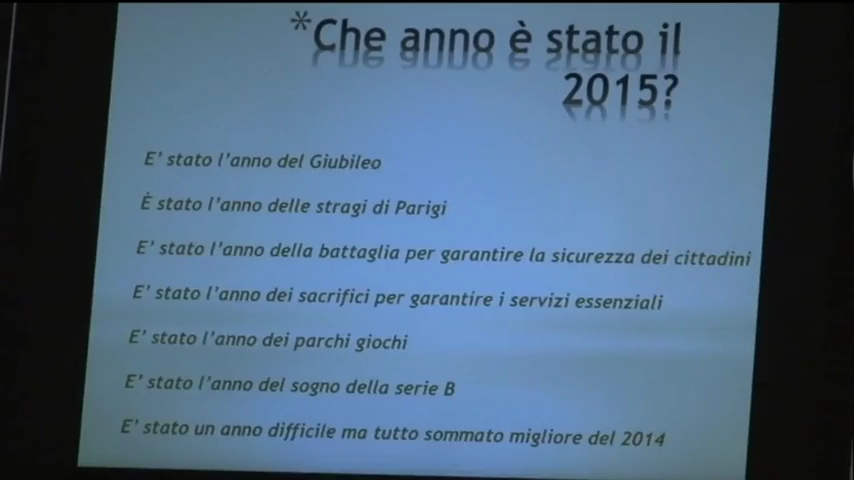 *Che anno è stato il
2015?
E' stato l'anno del Giubileo
È stato l'anno delle stragi di Parigi
E' stato l'anno della battaglia per garantire la sicurezza dei cittadini
E' stato l'anno dei sacrifici per garantire i servizi essenziali
E' stato l'anno dei parchi giochi
E' stato l'anno del sogno della serie B
E' stato un anno difficile ma tutto sommato migliore del 2014